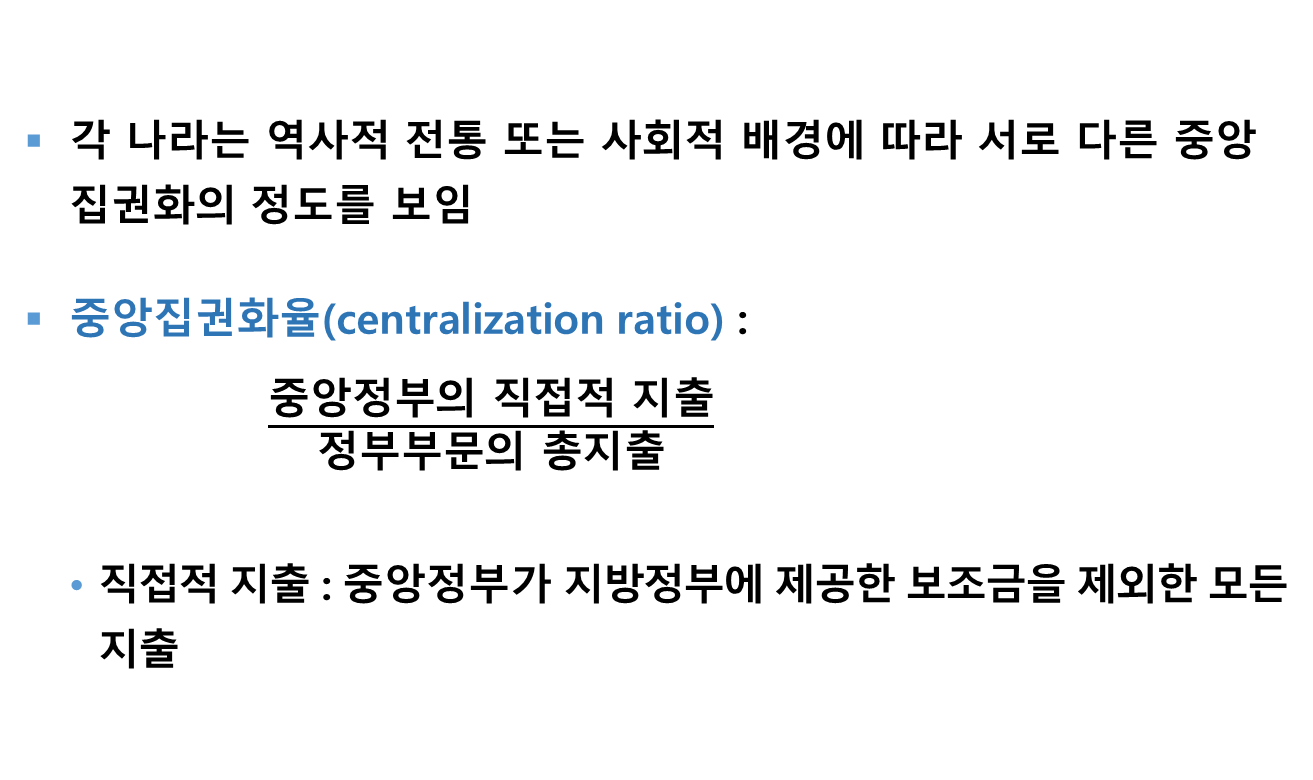 ▪ 각 나라는 역사적 전통 또는 사회적 배경에 따라 서로 다른 중앙
집권화의 정도를 보임
▪ 중앙집권화율(centralization ratio) :
중앙정부의 직접적 지출
정부부문의 총지출
• 직접적 지출 : 중앙정부가 지방정부에 제공한 보조금을 제외한 모든
지출